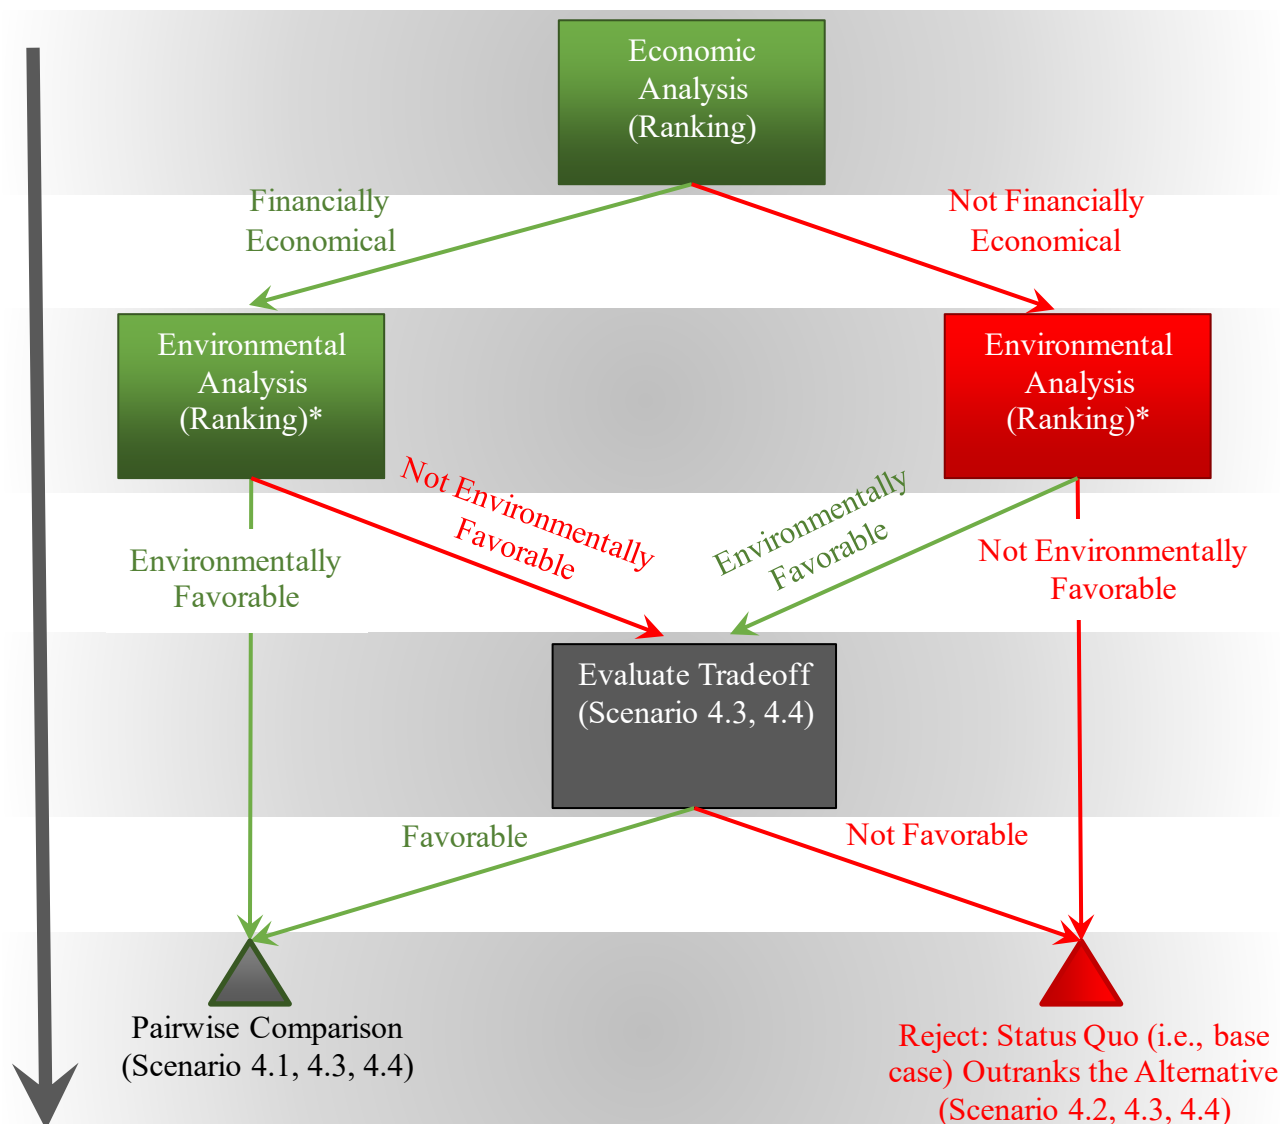 Economic
Analysis
(Ranking)
Financially
Economical
Not Financially
Economical
Environmental
Analysis
(Ranking)*
Environmental
Analysis
(Ranking)*
Not Environmentally
Favorable
Environmentally
Favorable
Environmentally
Favorable
Not Environmentally
Favorable
Evaluate Tradeoff
(Scenario 4.3, 4.4)
Favorable
Not Favorable
Pairwise Comparison
(Scenario 4.1, 4.3, 4.4)
Reject: Status Quo (i.e., base
case) Outranks the Alternative
(Scenario 4.2, 4.3, 4.4)